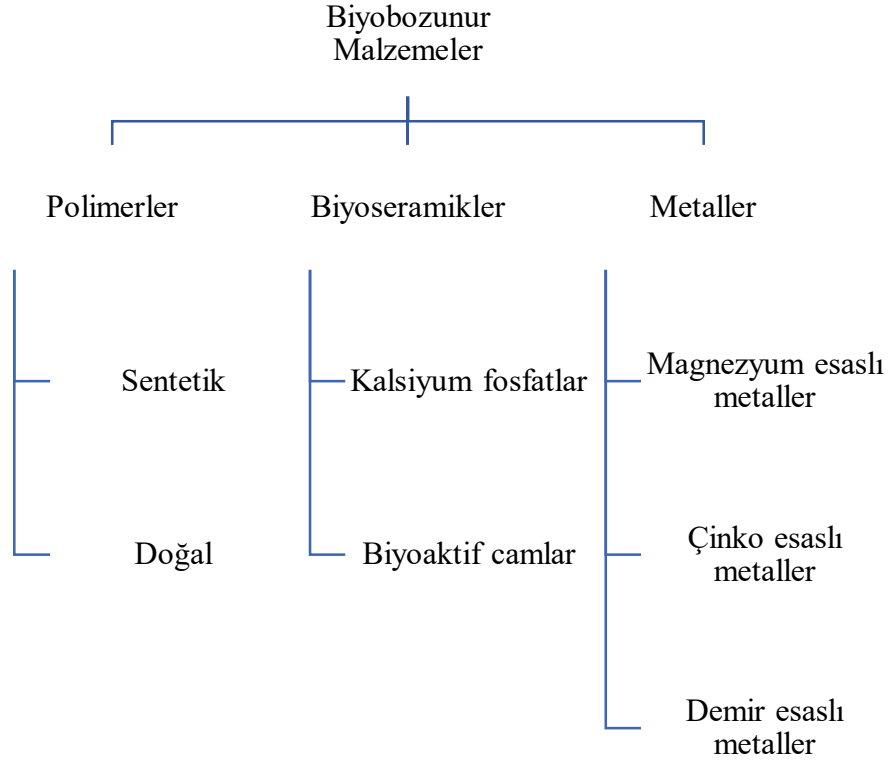 Biyobozunur
Malzemeler
Polimerler
Biyoseramikler
Metaller
Sentetik
Kalsiyum fosfatlar
Magnezyum esaslı
metaller
Doğal
Biyoaktif camlar
Çinko esaslı
metaller
Demir esaslı
metaller